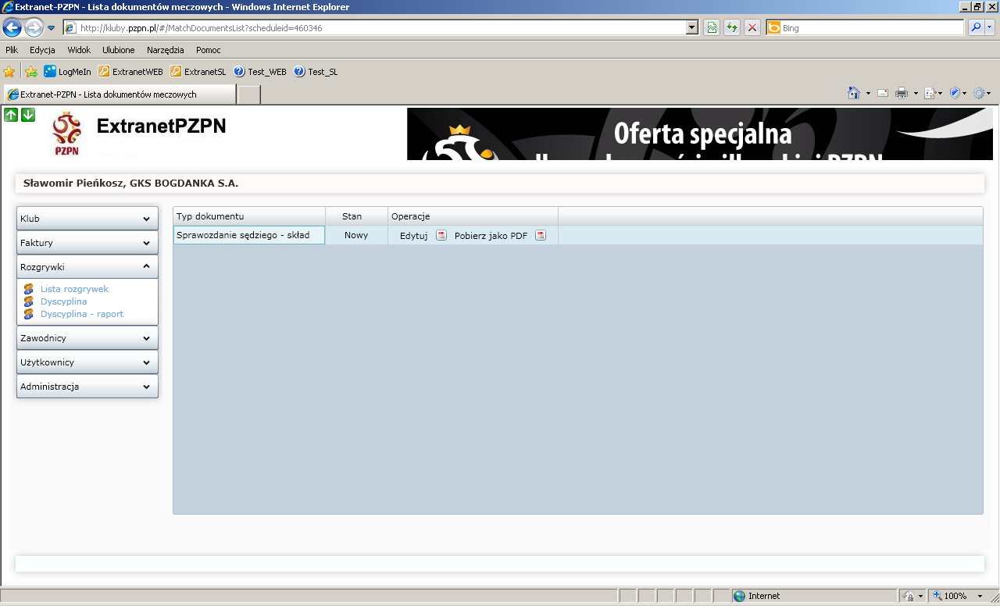 Extranet-PZPN - Lista dokumentów meczowych - Windows Internet Explorer
http://kluby.pzpn.pl/#/MatchDocumentsList?scheduleid=460346
Bing
Plik Edycja Widok Ulubione Narzędzia Pomoc
LogMeIn ExtranetWEB ExtranetSL Test_WEB Test_SL
Extranet-PZPN - Lista dokumentów meczowych
PZPN
ExtranetPZPN
Oferta specjalna
Sławomir Pieńkosz, GKS BOGDANKA S.A.
Klub
Faktury
Rozgrywki
Lista rozgrywek
Dyscyplina
Dyscyplina - raport
Zawodnicy
Użytkownicy
Administracja
Typ dokumentu Stan Operacje
Sprawozdanie sędziego - skład Nowy Edytuj Pobierz jako PDF
Internet
100%